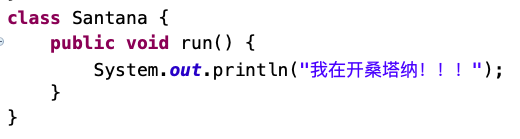 class Santana {
    public void run() {
        System.out.println("我在开桑塔纳！！！");
    }
}